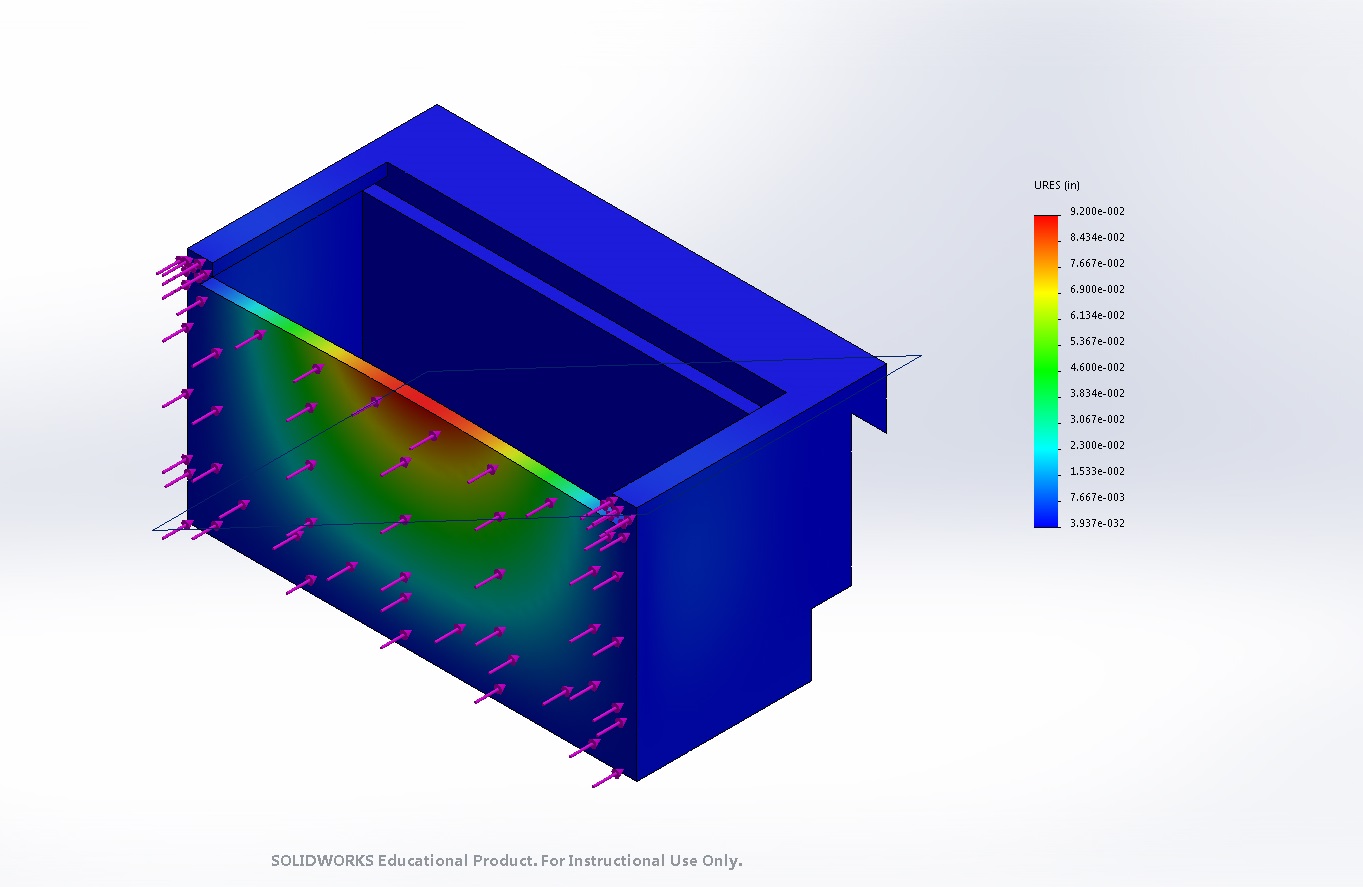 URES (in)
9.200e-002
8.434e-002
7.667e-002
6.900e-002
6.134e-002
5.367e-002
4.600e-002
3.834e-002
3.067e-002
2.300e-002
1.533e-002
7.667e-003
3.937e-032
SOLIDWORKS Educational Product. For Instructional Use Only.